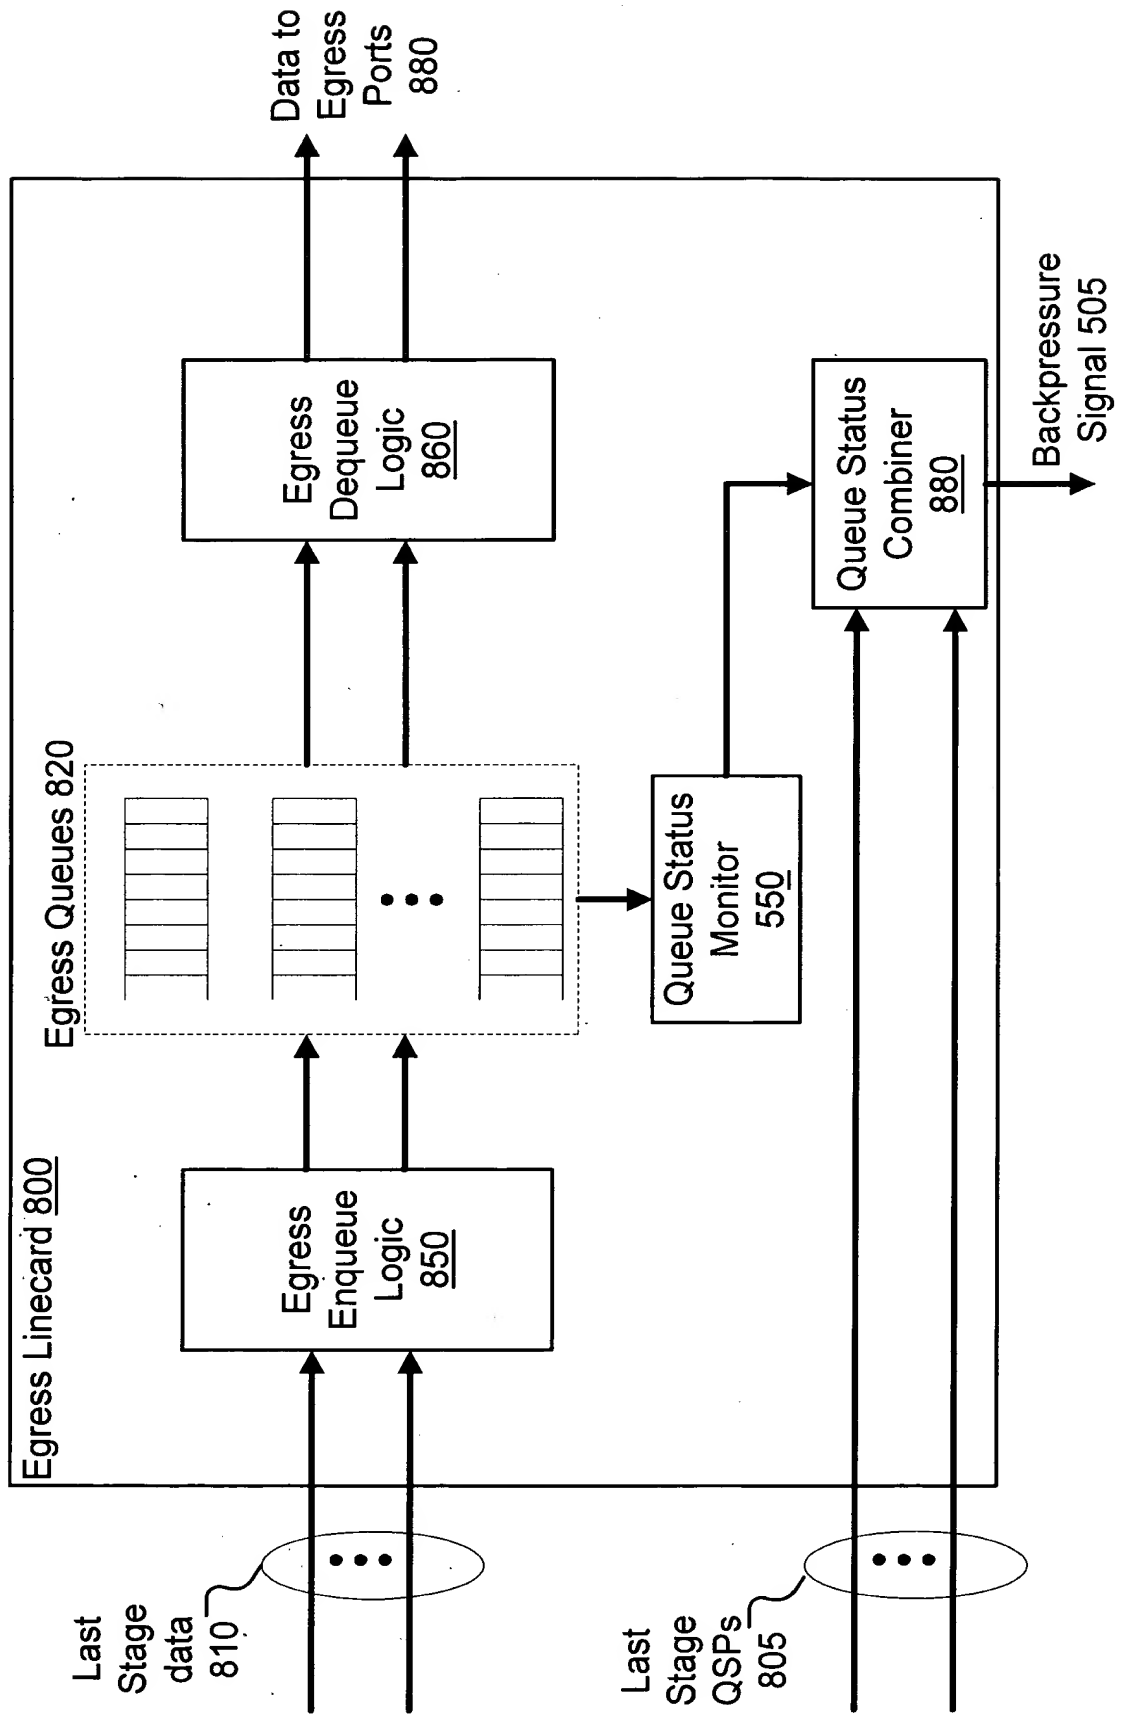 Egress Linecard 800
Last
Stage
data
810
Egress
Enqueue
Logic
850
Egress Queues 820
Egress
Dequeue
Logic
860
Data to
Egress
Ports
880
Queue Status
Monitor
550
Last
Stage
QSPs
805
Queue Status
Combiner
880
Backpressure
Signal 505